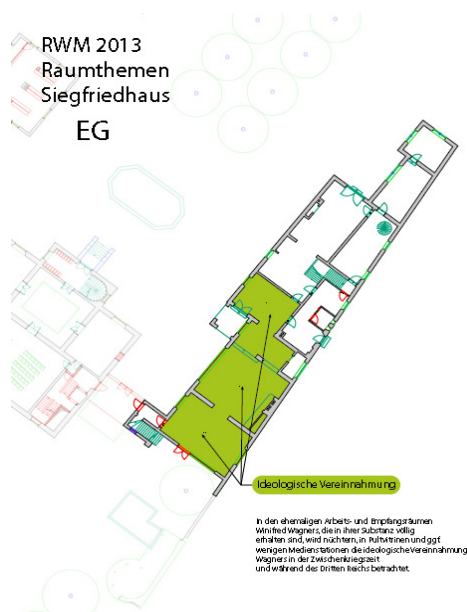 RWM 2013
Raumthemen
Siegfriedhaus
EG
Ideologische Vereinnahmung
In den ehemaligen Arbeits- und Empfangsräumen
Winifred Wagners, die in ihrer Substanz völlig
erhalten sind, wird nüchtern, in Pultvitrinen und ggf.
wenigen Medienstationen die ideologische Vereinnahmung
Wagners in der Zwischenkriegszeit
und während des Dritten Reichs betrachtet.